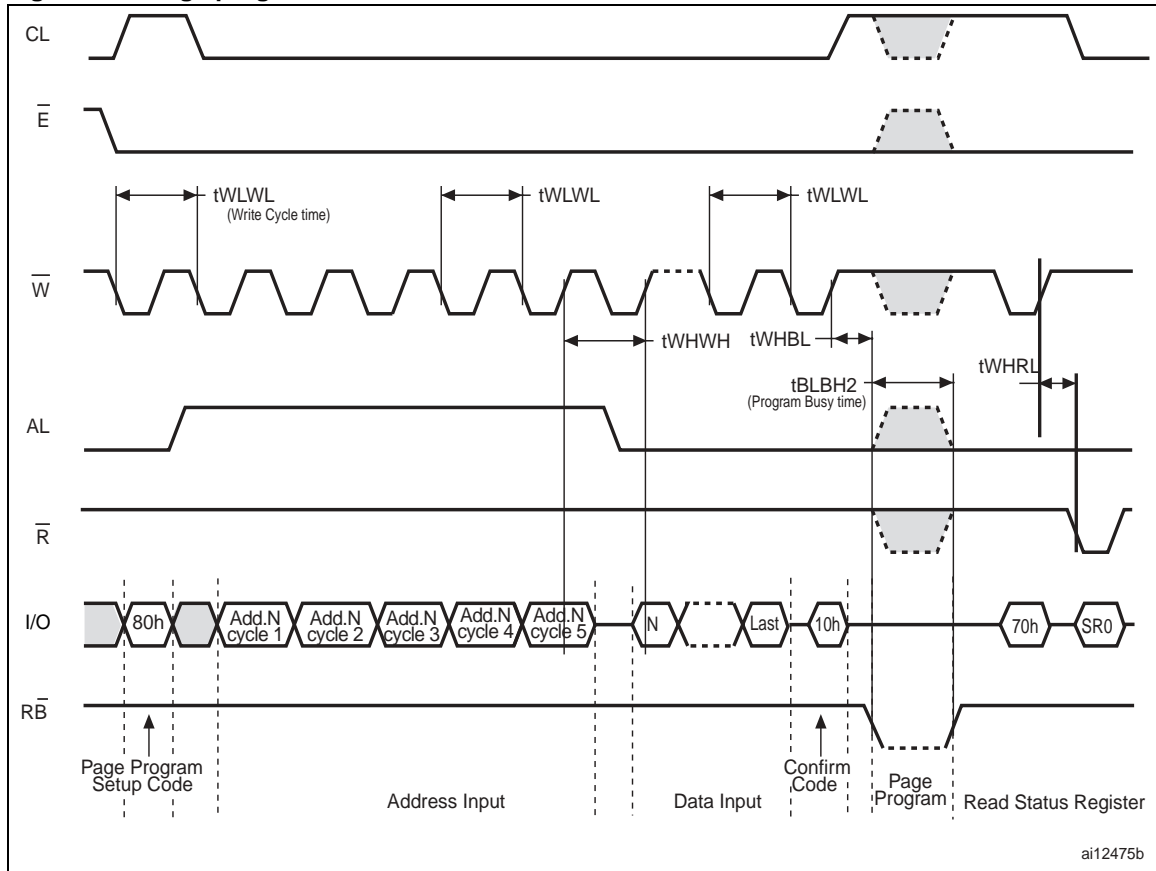 CL
E
tWLWL
(Write Cycle time)
tWLWL
tWLWL
W
tWHWH
tWHBL
tWHRL
tBLBH2
(Program Busy time)
AL
R
I/O
80h
Add.N
cycle 1
Add.N
cycle 2
Add.N
cycle 3
Add.N
cycle 4
Add.N
cycle 5
N
Last
10h
70h
SR0
RB
Page Program
Setup Code
Address Input
Data Input
Confirm
Code
Page
Program
Read Status Register
ai12475b